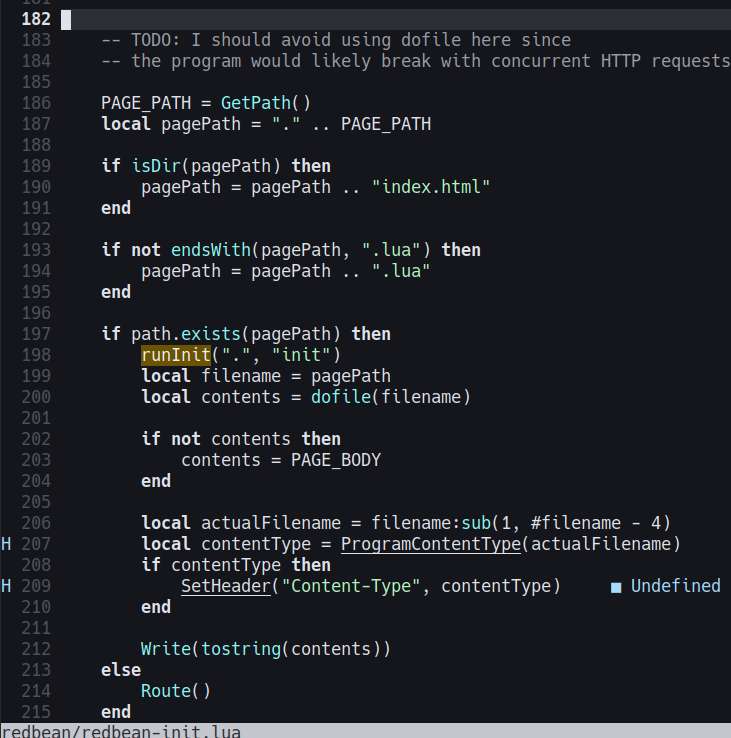 181
182
183 -- TODO: I should avoid using dofile here since
184 -- the program would likely break with concurrent HTTP requests
185
186 PAGE_PATH = GetPath()
187 local pagePath = "." .. PAGE_PATH
188
189 if isDir(pagePath) then
190 pagePath = pagePath .. "index.html"
191 end
192
193 if not endsWith(pagePath, ".lua") then
194 pagePath = pagePath .. ".lua"
195 end
196
197 if path.exists(pagePath) then
198 runInit(".", "init")
199 local filename = pagePath
200 local contents = dofile(filename)
201
202 if not contents then
203 contents = PAGE_BODY
204 end
205
206 local actualFilename = filename:sub(1, #filename - 4)
H 207 local contentType = ProgramContentType(actualFilename)
208 if contentType then
H 209 SetHeader("Content-Type", contentType) ■ Undefined
210 end
211
212 Write(tostring(contents))
213 else
214 Route()
215 end
redbean/redbean-init.lua